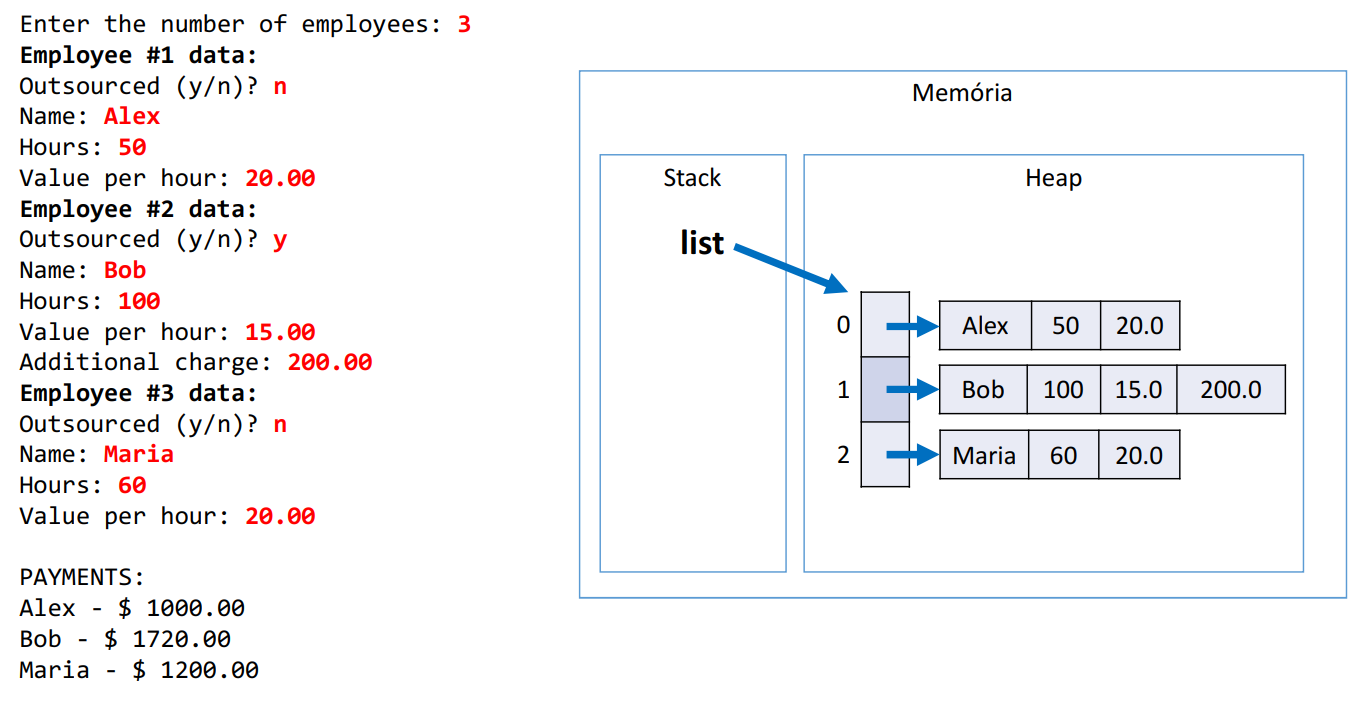 Enter the number of employees: 3
Employee #1 data:
Outsourced (y/n)? n
Name: Alex
Hours: 50
Value per hour: 20.00
Employee #2 data:
Outsourced (y/n)? y
Name: Bob
Hours: 100
Value per hour: 15.00
Additional charge: 200.00
Employee #3 data:
Outsourced (y/n)? n
Name: Maria
Hours: 60
Value per hour: 20.00
PAYMENTS:
Alex - $ 1000.00
Bob - $ 1720.00
Maria - $ 1200.00
Memória
Stack
Heap
list
0 Alex 50 20.0
1 Bob 100 15.0 200.0
2 Maria 60 20.0